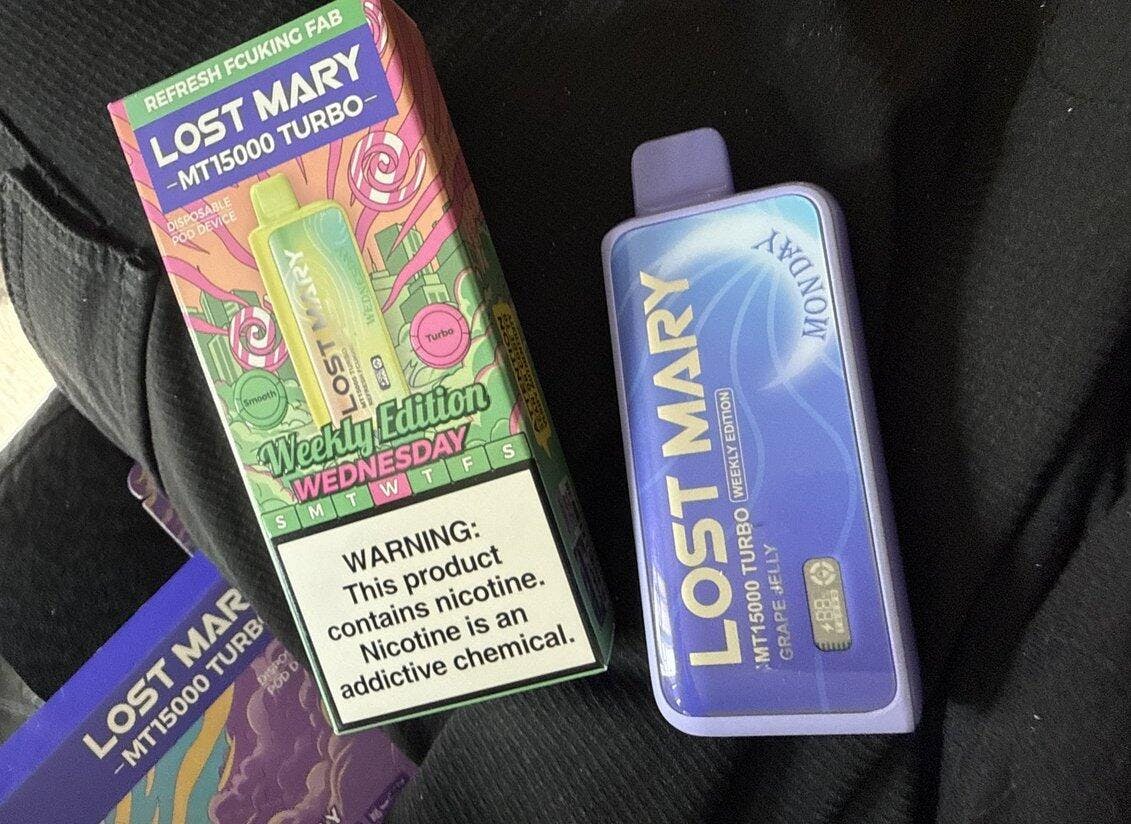 REFRESH FCUKING FAB
LOST MARY
-MT15000 TURBO-
DISPOSABLE
POD DEVICE
LOST MARY
Turbo
Smooth
Weekly Edition
WEDNESDAY
S M T W T F S
WARNING:
This product
contains nicotine.
Nicotine is an
addictive chemical.
MONDAY
LOST MARY
MT15000 TURBO WEEKLY EDITION
GRAPE JELLY
LOST MAR
-MT15000 TURBO
POD D